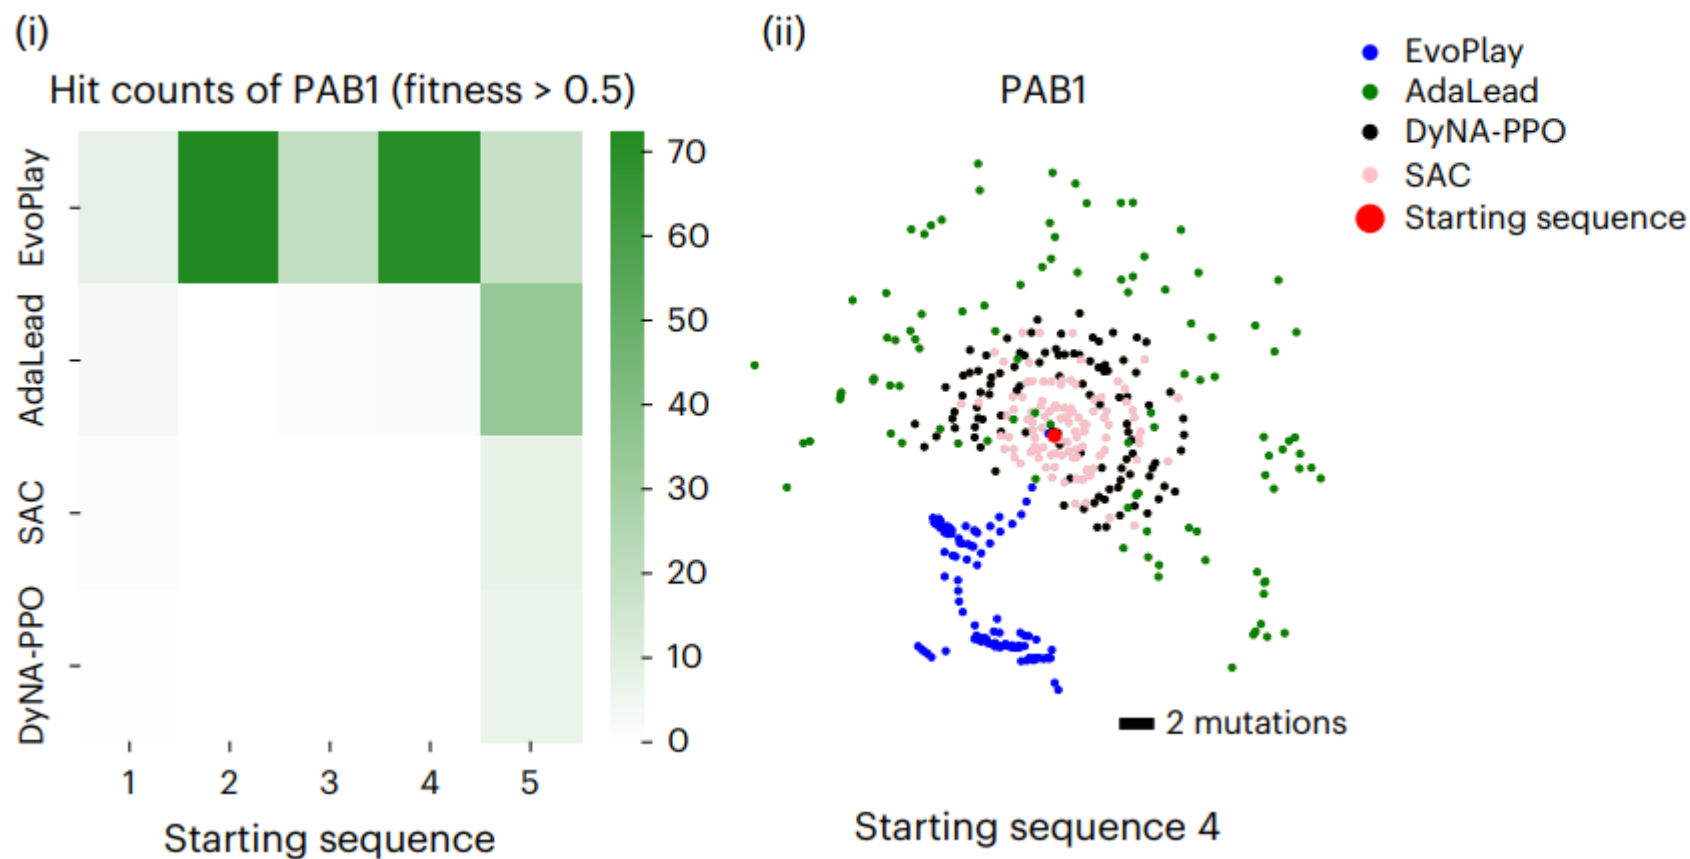 (i)
Hit counts of PAB1 (fitness > 0.5)
EvoPlay
AdaLead
SAC
DyNA-PPO
70
60
50
40
30
20
10
0
1 2 3 4 5
Starting sequence
(ii)
PAB1
EvoPlay
AdaLead
DyNA-PPO
SAC
Starting sequence
2 mutations
Starting sequence 4